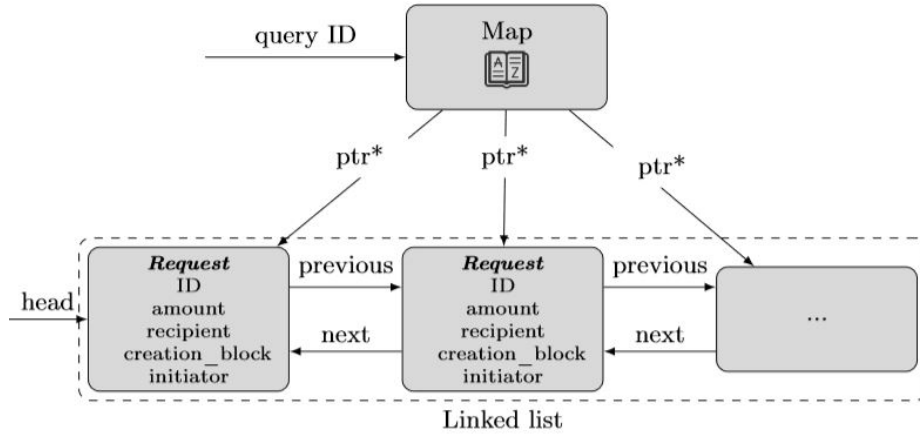 query ID
Map
A
Z
ptr*
ptr*
ptr*
head
Request
ID
amount
recipient
creation_block
initiator
previous
next
Request
ID
amount
recipient
creation_block
initiator
previous
next
...
Linked list